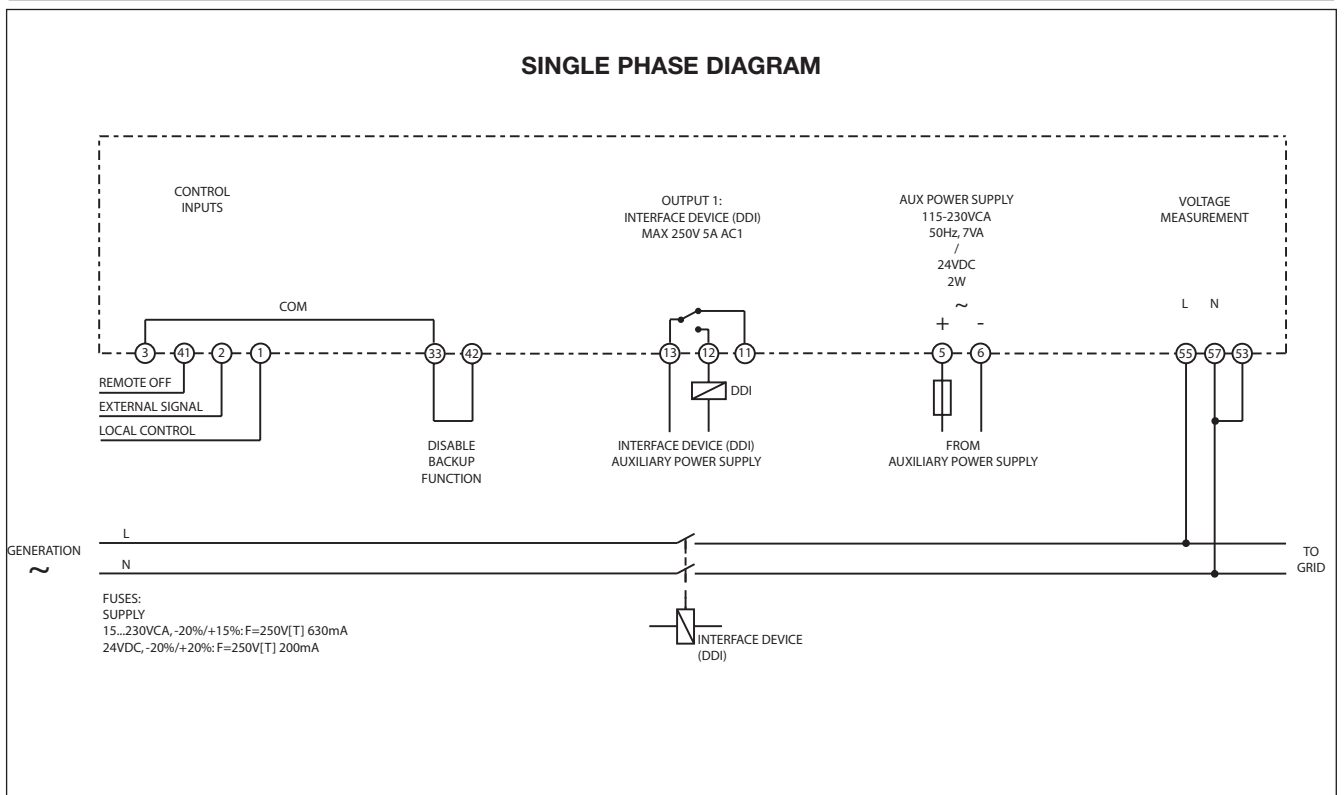 SINGLE PHASE DIAGRAM
CONTROL
INPUTS
OUTPUT 1:
INTERFACE DEVICE (DDI)
MAX 250V 5A AC1
AUX POWER SUPPLY
115-230VCA
50Hz, 7VA
/
24VDC
2W
~
+ -
VOLTAGE
MEASUREMENT
L N
COM
3 41 2 1 33 42 13 12 11 5 6 55 57 53
REMOTE OFF
EXTERNAL SIGNAL
LOCAL CONTROL
DISABLE
BACKUP
FUNCTION
DDI
INTERFACE DEVICE (DDI)
AUXILIARY POWER SUPPLY
FROM
AUXILIARY POWER SUPPLY
GENERATION
~
L
N
TO
GRID
FUSES:
SUPPLY
15...230VCA, -20%/+15%: F=250V[T] 630mA
24VDC, -20%/+20%: F=250V[T] 200mA
INTERFACE DEVICE
(DDI)